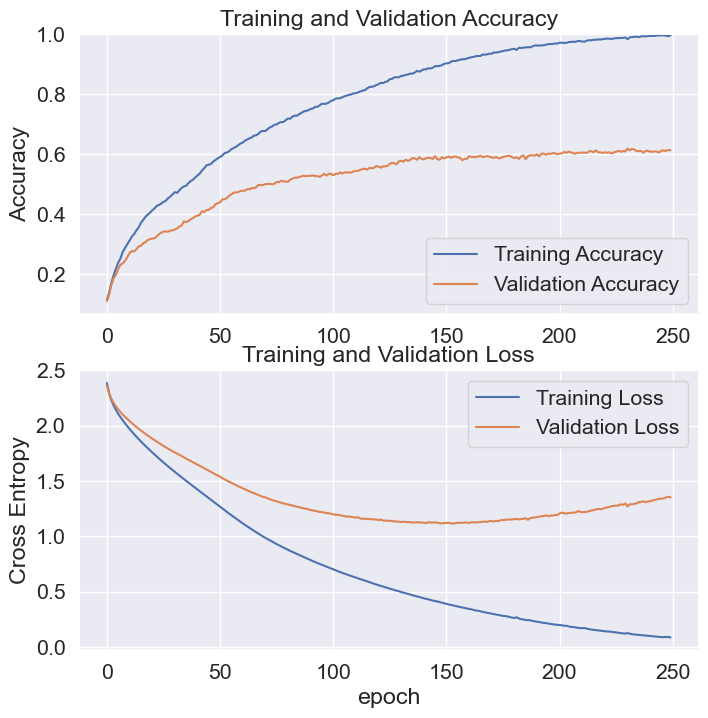 Training and Validation Accuracy
1.0
0.8
0.6
0.4
0.2
Accuracy
Training Accuracy
Validation Accuracy
0 50 100 150 200 250
Training and Validation Loss
2.5
2.0
1.5
1.0
0.5
0.0
Cross Entropy
Training Loss
Validation Loss
0 50 100 150 200 250
epoch